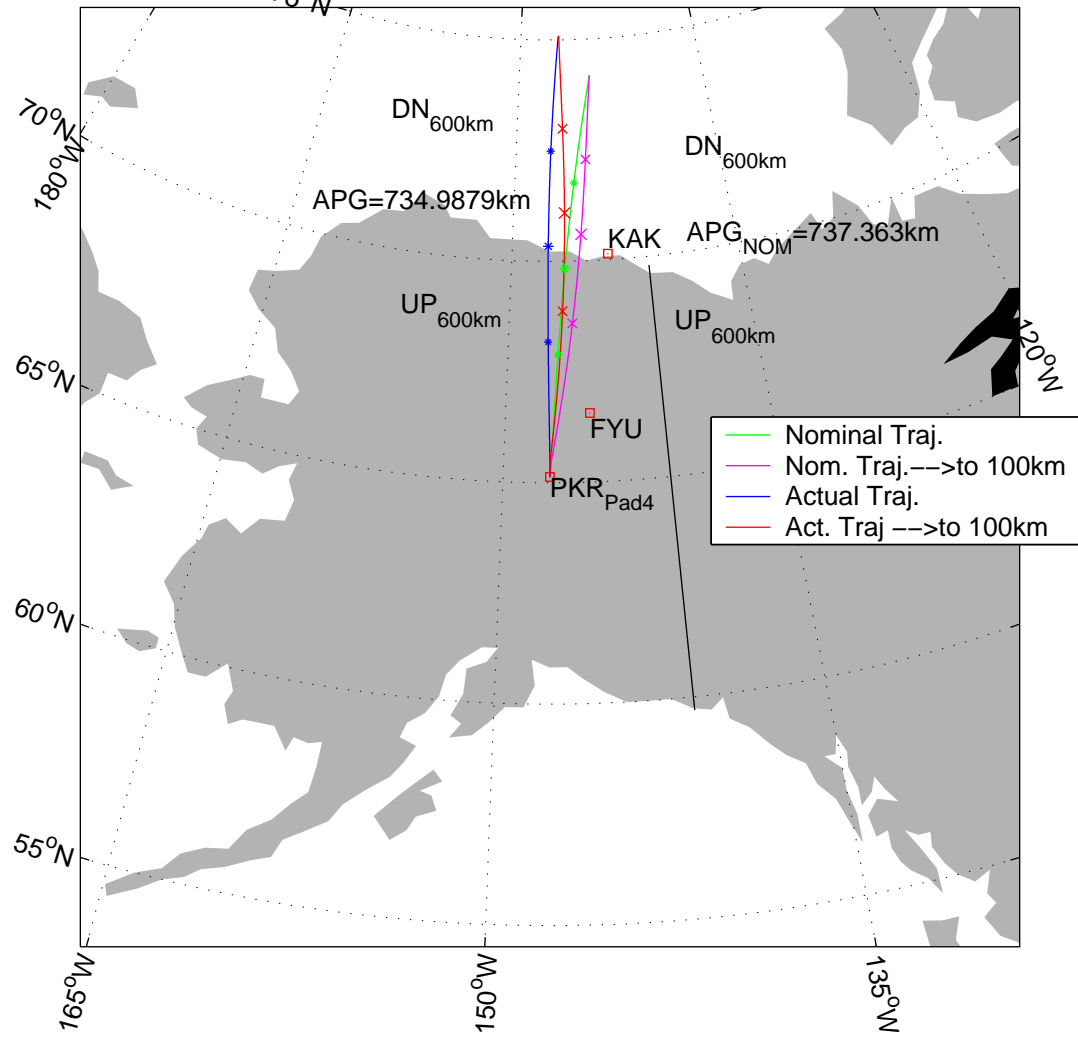 70°N
180°W
DN600km
DN600km
APG=734.9879km
KAK
APGNOM=737.363km
UP600km
UP600km
120°W
65°N
FYU
PKRPad4
Nominal Traj.
Nom. Traj.−−>to 100km
Actual Traj.
Act. Traj −−>to 100km
60°N
55°N
165°W
150°W
135°W